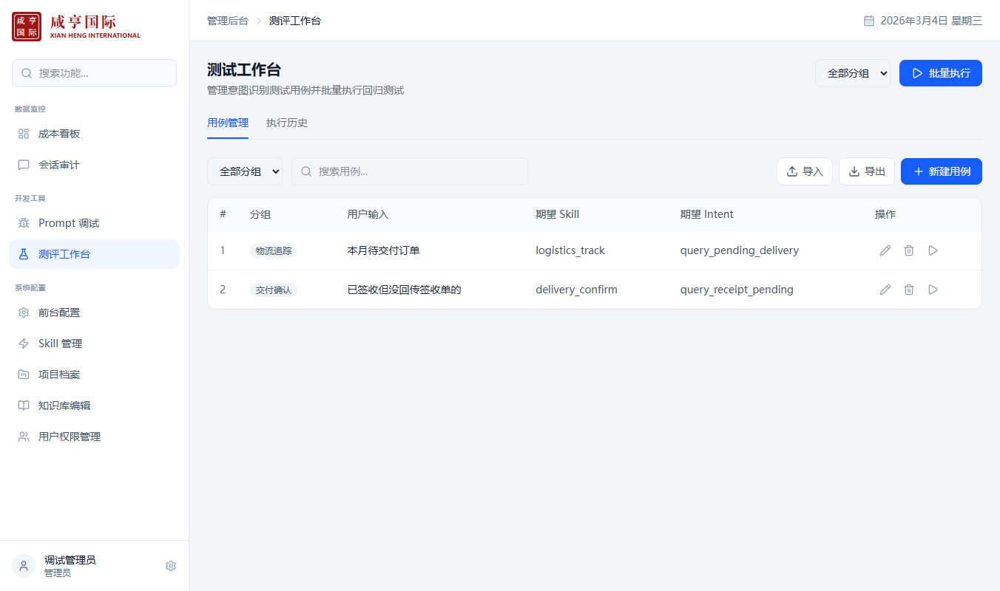 咸亨国际
咸亨国际
XIAN HENG INTERNATIONAL
搜索功能...
数据监控
成本看板
会话审计
开发工具
Prompt 调试
测评工作台
系统配置
前台配置
Skill 管理
项目档案
知识库编辑
用户权限管理
调试管理员
管理员
管理后台 测评工作台
2026年3月4日 星期三
测试工作台
管理意图识别测试用例并批量执行回归测试
全部分组 批量执行
用例管理 执行历史
全部分组 搜索用例... 导入 导出 新建用例
# 分组 用户输入 期望 Skill 期望 Intent 操作
1 物流追踪 本月待交付订单 logistics_track query_pending_delivery
2 交付确认 已签收但没回传签收单的 delivery_confirm query_receipt_pending